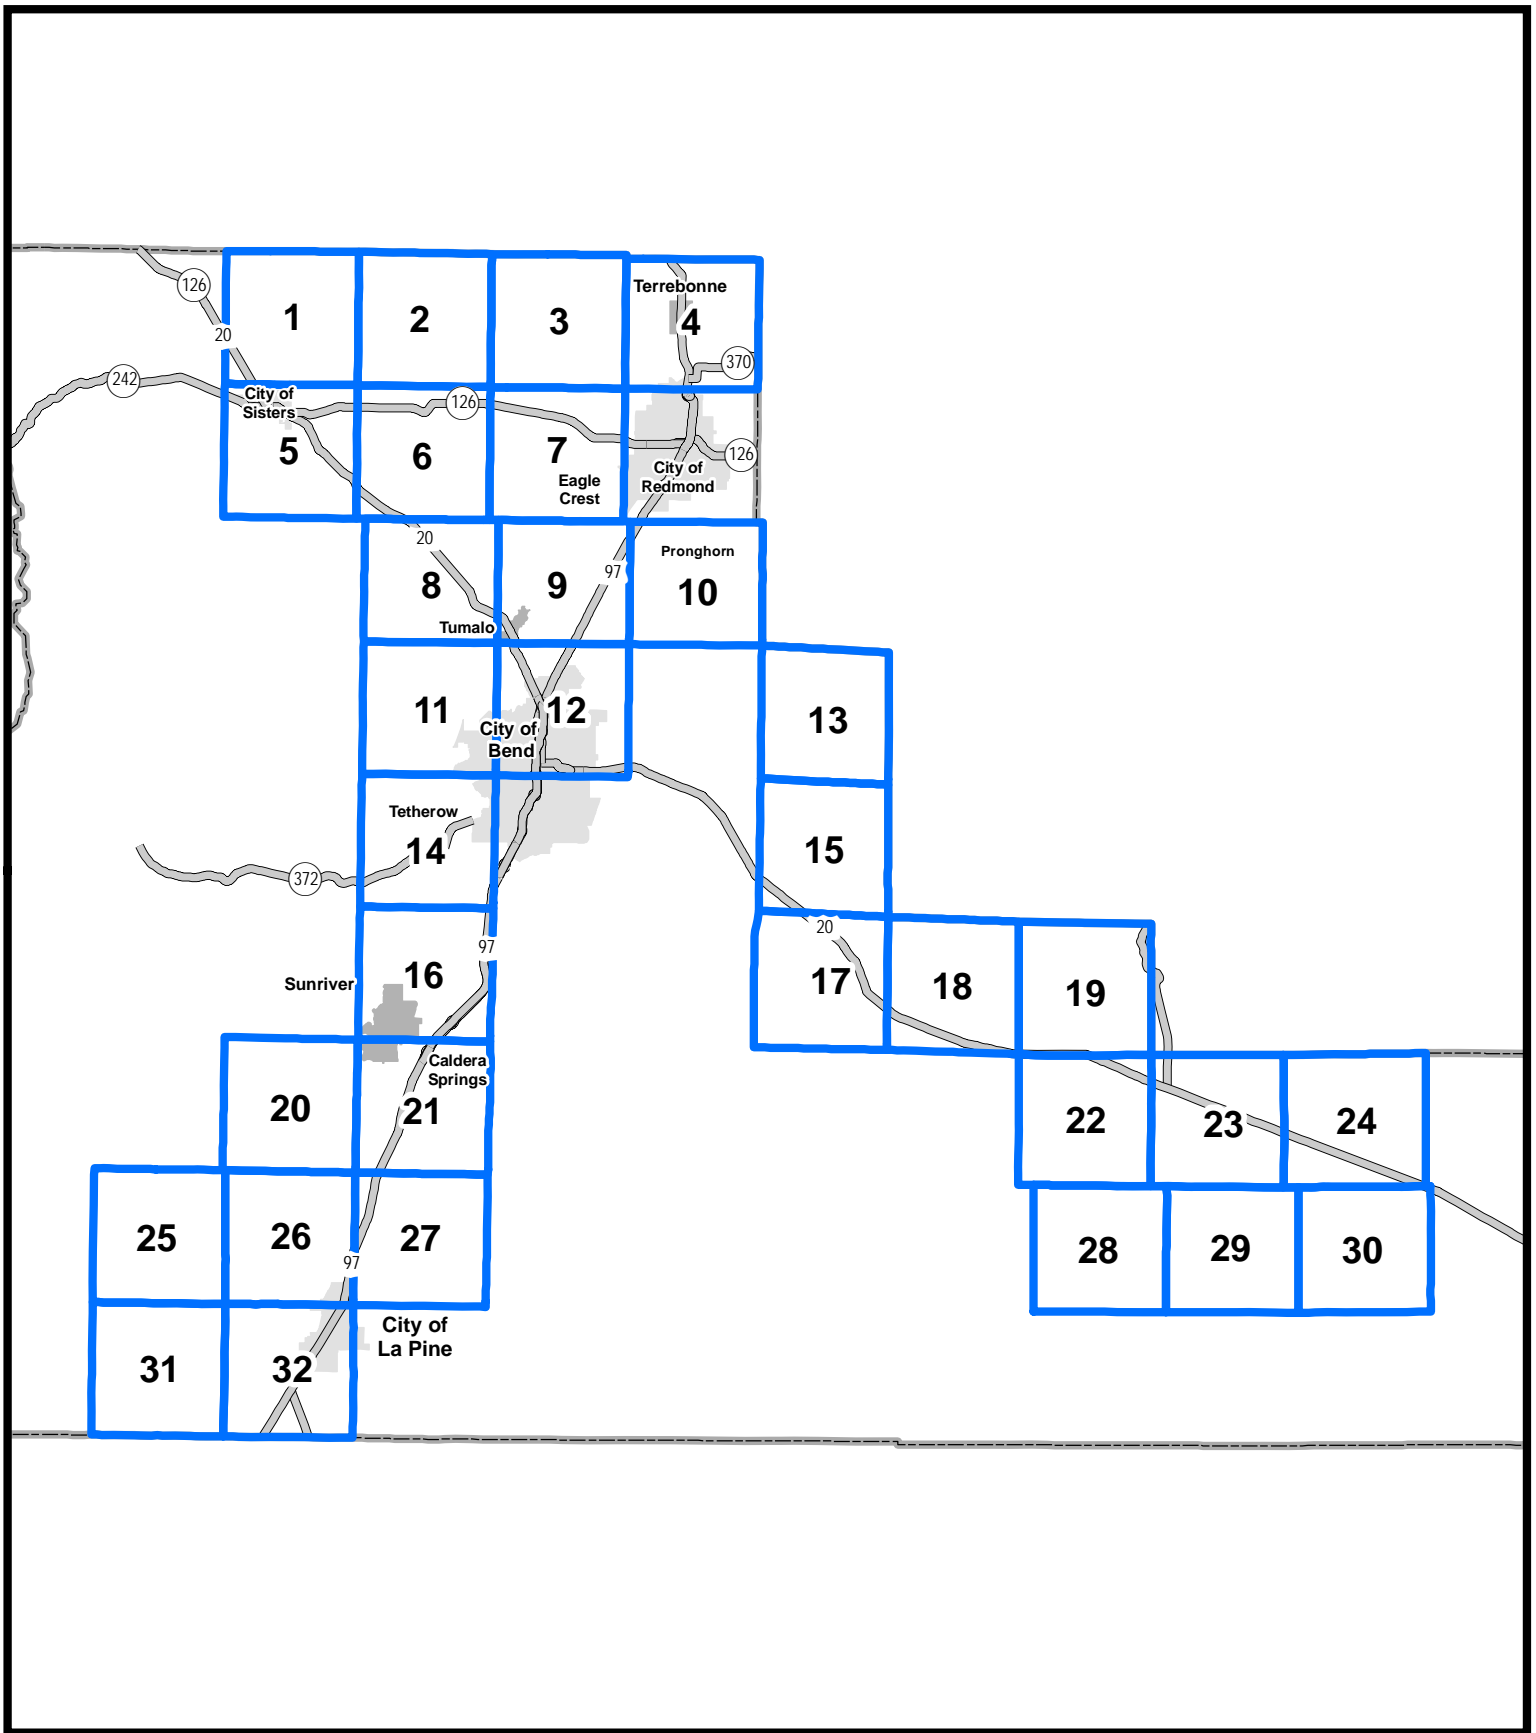 Terrebonne
126
1
2
3
4
20
370
242
City of
Sisters
126
5
6
7
Eagle
Crest
126
City of
Redmond
20
Pronghorn
97
8
9
10
Tumalo
11
12
13
City of
Bend
Tetherow
14
15
372
20
97
16
17
18
19
Sunriver
Caldera
Springs
20
21
22
23
24
25
26
27
28
29
30
97
City of
La Pine
31
32